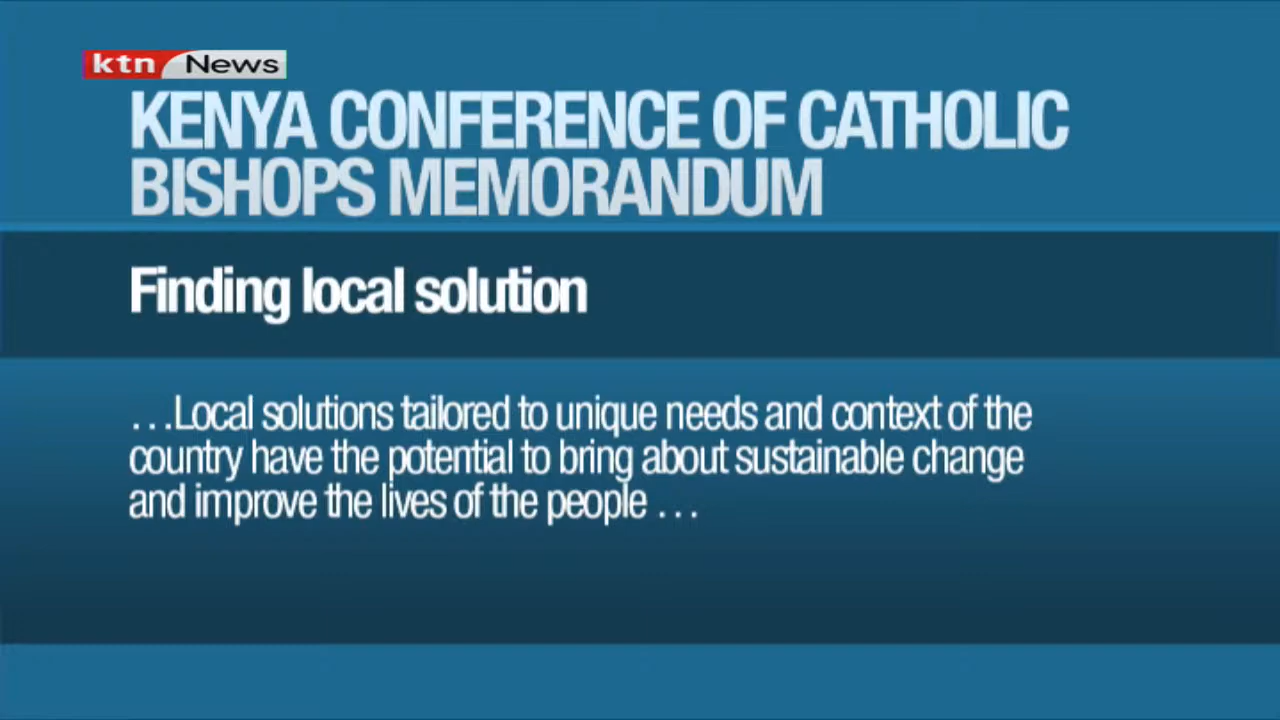 ktn News
KENYA CONFERENCE OF CATHOLIC
BISHOPS MEMORANDUM
Finding local solution
...Local solutions tailored to unique needs and context of the
country have the potential to bring about sustainable change
and improve the lives of the people ...